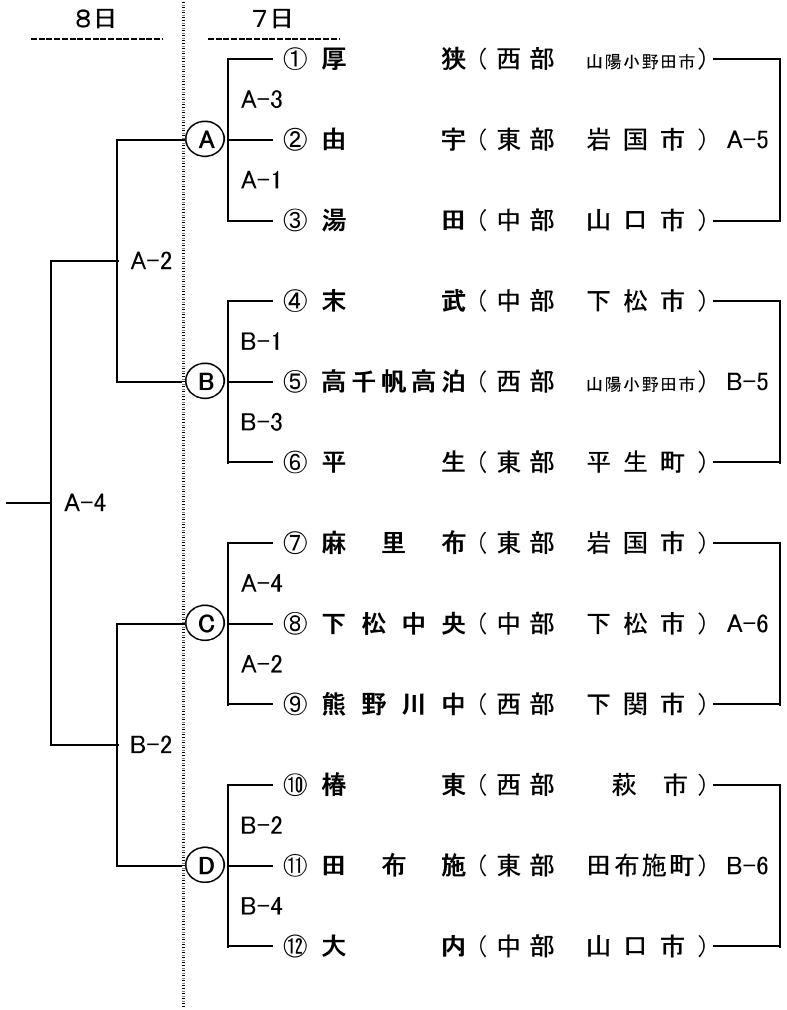 ８日 ７日
① 厚狭（西部 山陽小野田市）
A-3
A ② 由宇（東部 岩国市） A-5
A-1
③ 湯田（中部 山口市）
A-2
④ 末武（中部 下松市）
B-1
B ⑤ 高千帆高泊（西部 山陽小野田市） B-5
B-3
⑥ 平生（東部 平生町）
A-4
⑦ 麻里布（東部 岩国市）
A-4
C ⑧ 下松中央（中部 下松市） A-6
A-2
⑨ 熊野川中（西部 下関市）
B-2
⑩ 椿東（西部 萩市）
B-2
D ⑪ 田布施（東部 田布施町） B-6
B-4
⑫ 大内（中部 山口市）